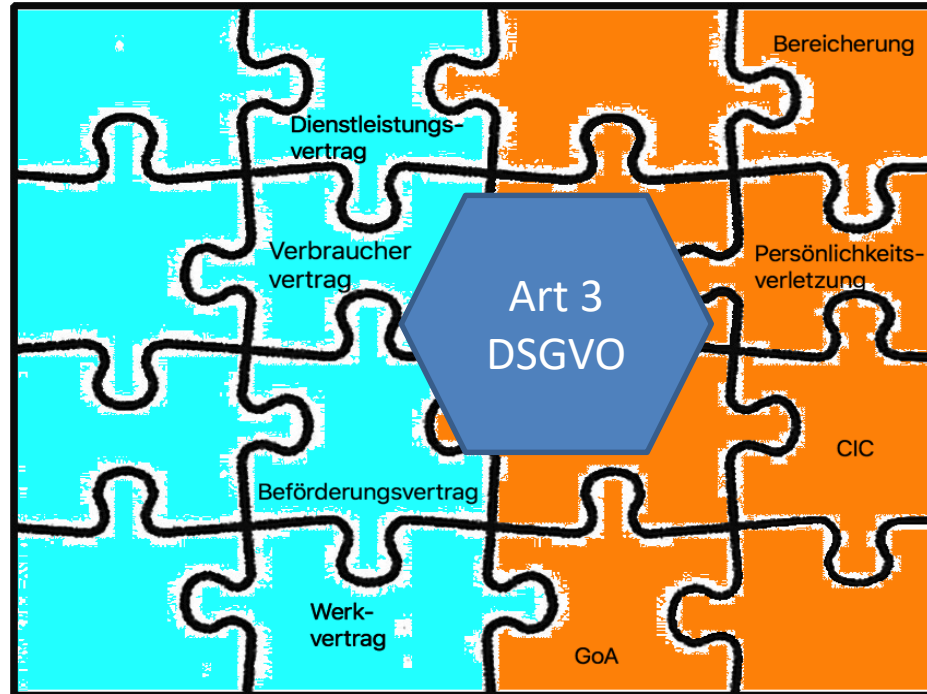 Bereicherung
Dienstleistungs-
vertrag
Verbraucher
vertrag
Persönlichkeits-
verletzung
Art 3
DSGVO
CIC
Beförderungsvertrag
Werk-
vertrag
GoA